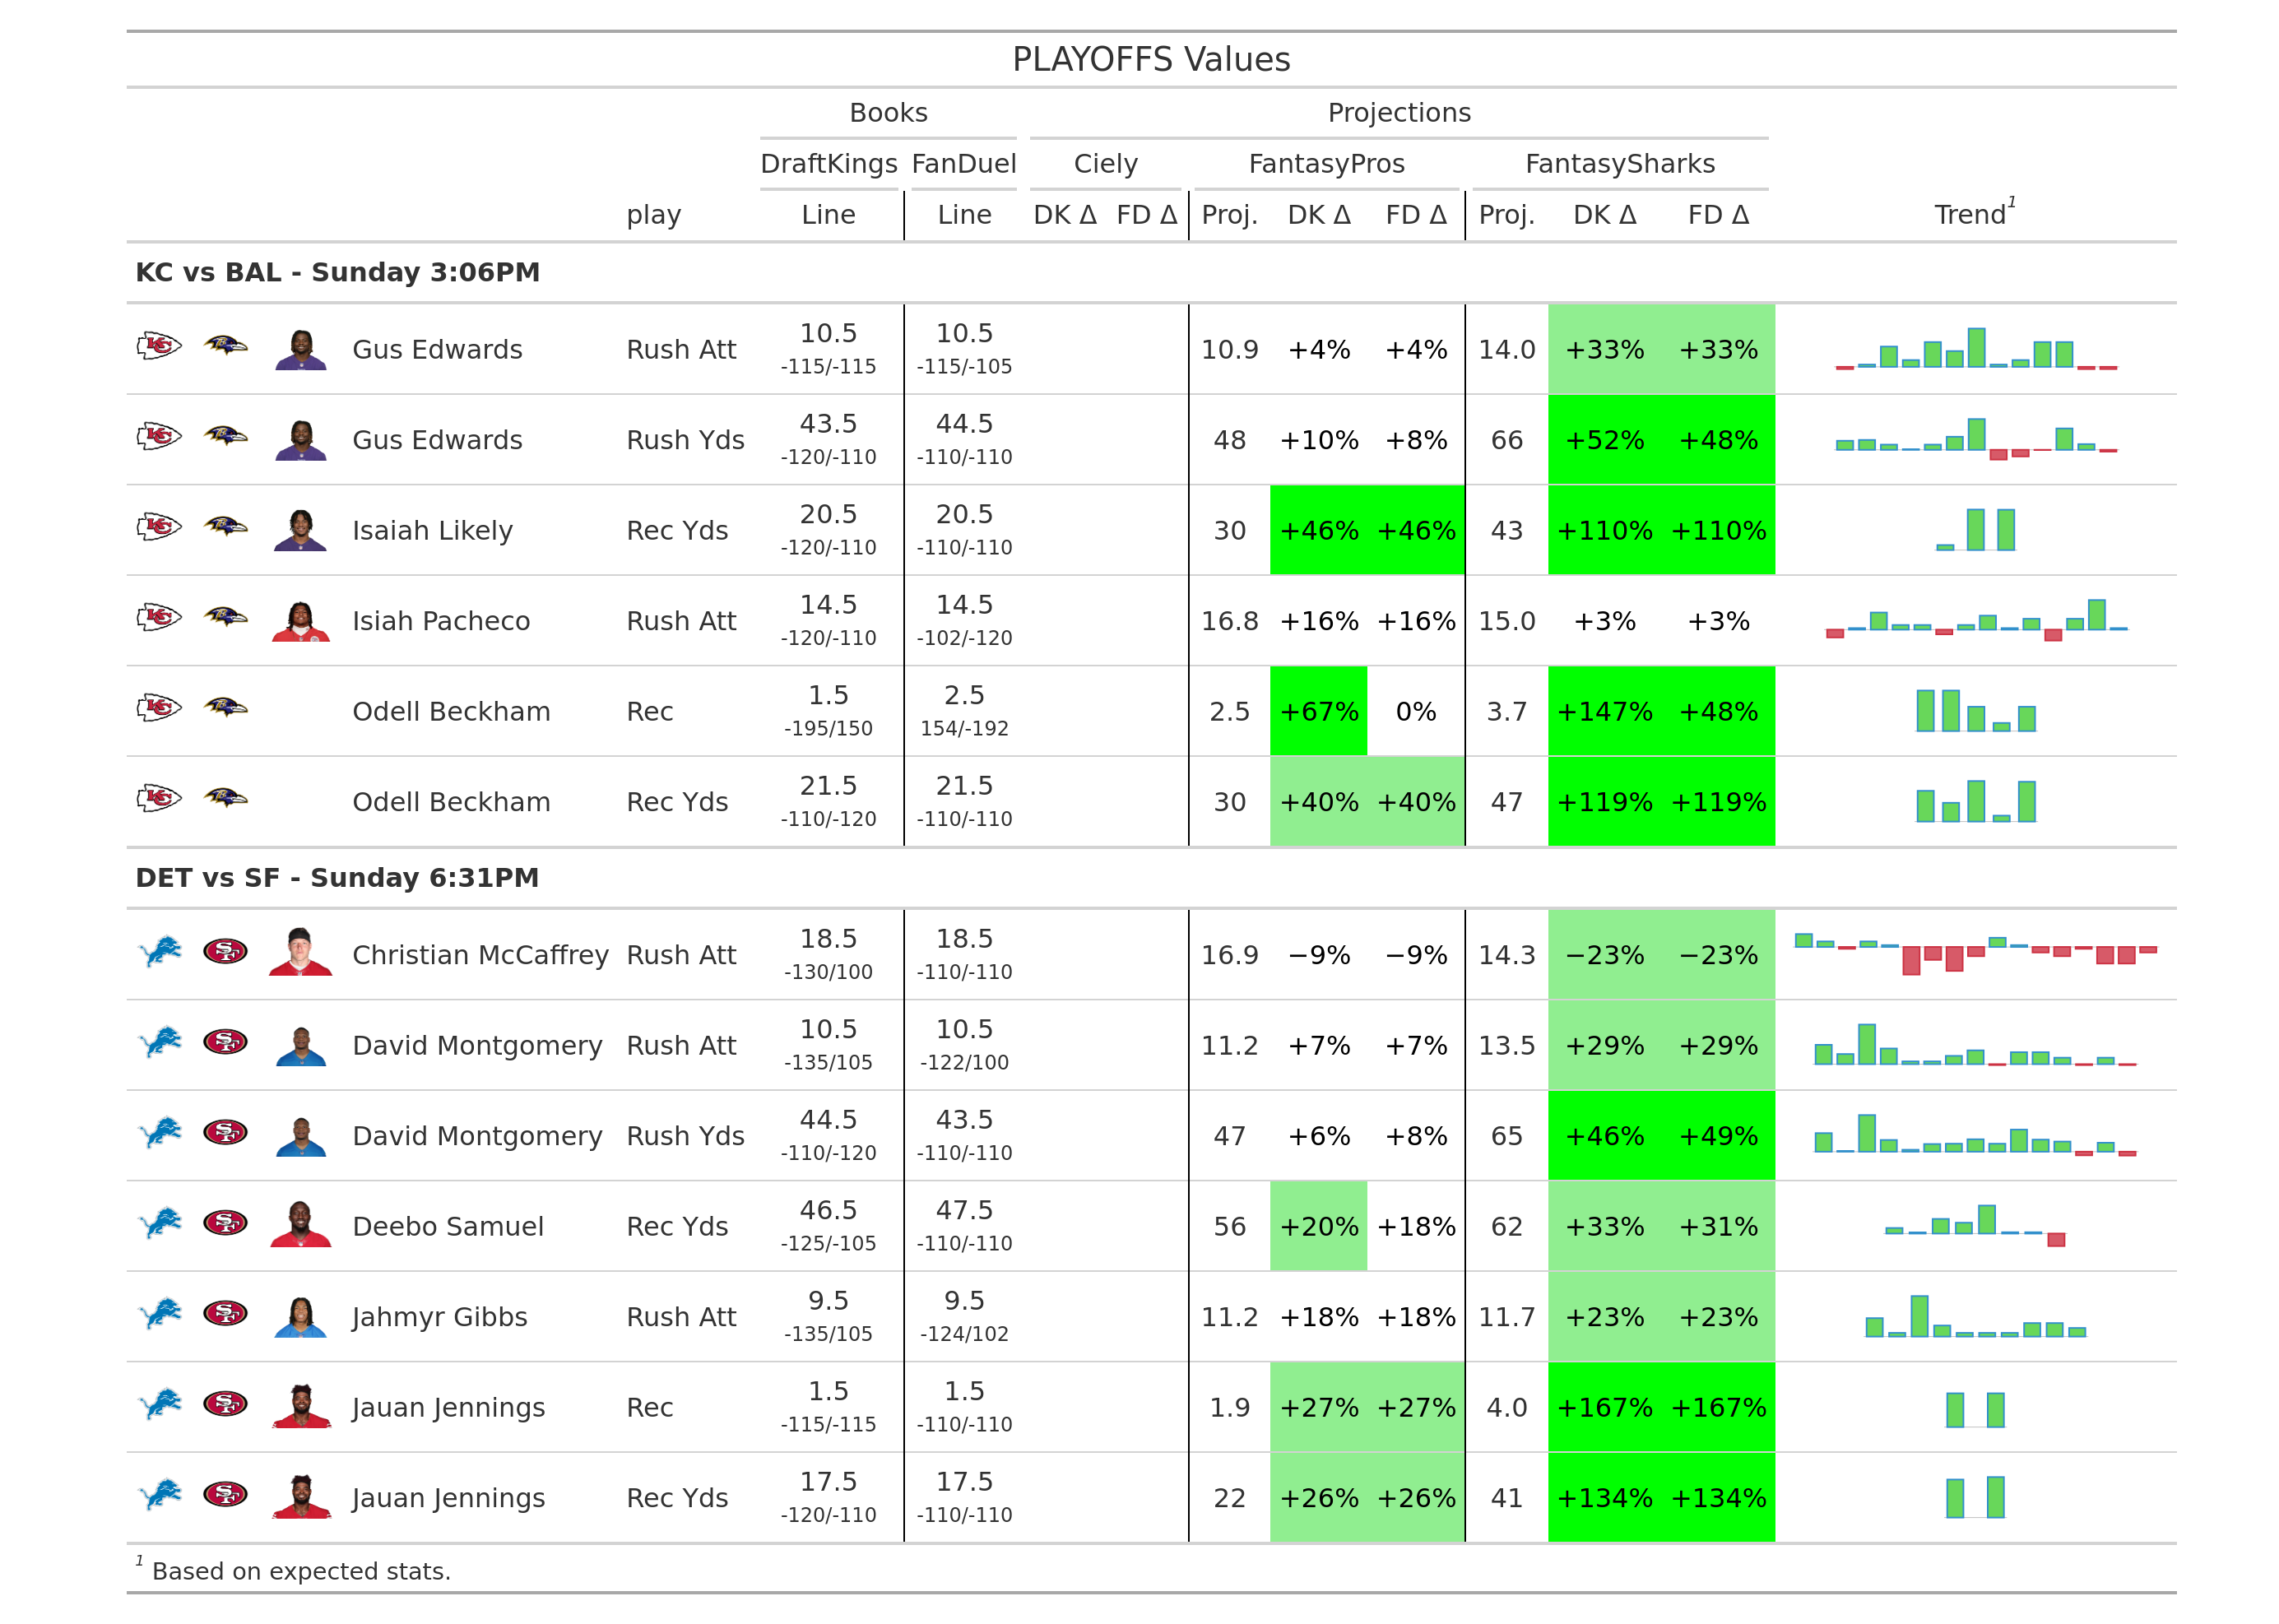 PLAYOFFS Values
Books Projections
DraftKings FanDuel Ciely FantasyPros FantasySharks
play Line Line DK Δ FD Δ Proj. DK Δ FD Δ Proj. DK Δ FD Δ Trend1
KC vs BAL - Sunday 3:06PM
Gus Edwards Rush Att 10.5 10.5 10.9 +4% +4% 14.0 +33% +33%
-115/-115 -115/-105
Gus Edwards Rush Yds 43.5 44.5 48 +10% +8% 66 +52% +48%
-120/-110 -110/-110
Isaiah Likely Rec Yds 20.5 20.5 30 +46% +46% 43 +110% +110%
-120/-110 -110/-110
Isiah Pacheco Rush Att 14.5 14.5 16.8 +16% +16% 15.0 +3% +3%
-120/-110 -102/-120
Odell Beckham Rec 1.5 2.5 2.5 +67% 0% 3.7 +147% +48%
-195/150 154/-192
Odell Beckham Rec Yds 21.5 21.5 30 +40% +40% 47 +119% +119%
-110/-120 -110/-110
DET vs SF - Sunday 6:31PM
Christian McCaffrey Rush Att 18.5 18.5 16.9 −9% −9% 14.3 −23% −23%
-130/100 -110/-110
David Montgomery Rush Att 10.5 10.5 11.2 +7% +7% 13.5 +29% +29%
-135/105 -122/100
David Montgomery Rush Yds 44.5 43.5 47 +6% +8% 65 +46% +49%
-110/-120 -110/-110
Deebo Samuel Rec Yds 46.5 47.5 56 +20% +18% 62 +33% +31%
-125/-105 -110/-110
Jahmyr Gibbs Rush Att 9.5 9.5 11.2 +18% +18% 11.7 +23% +23%
-135/105 -124/102
Jauan Jennings Rec 1.5 1.5 1.9 +27% +27% 4.0 +167% +167%
-115/-115 -110/-110
Jauan Jennings Rec Yds 17.5 17.5 22 +26% +26% 41 +134% +134%
-120/-110 -110/-110
1 Based on expected stats.